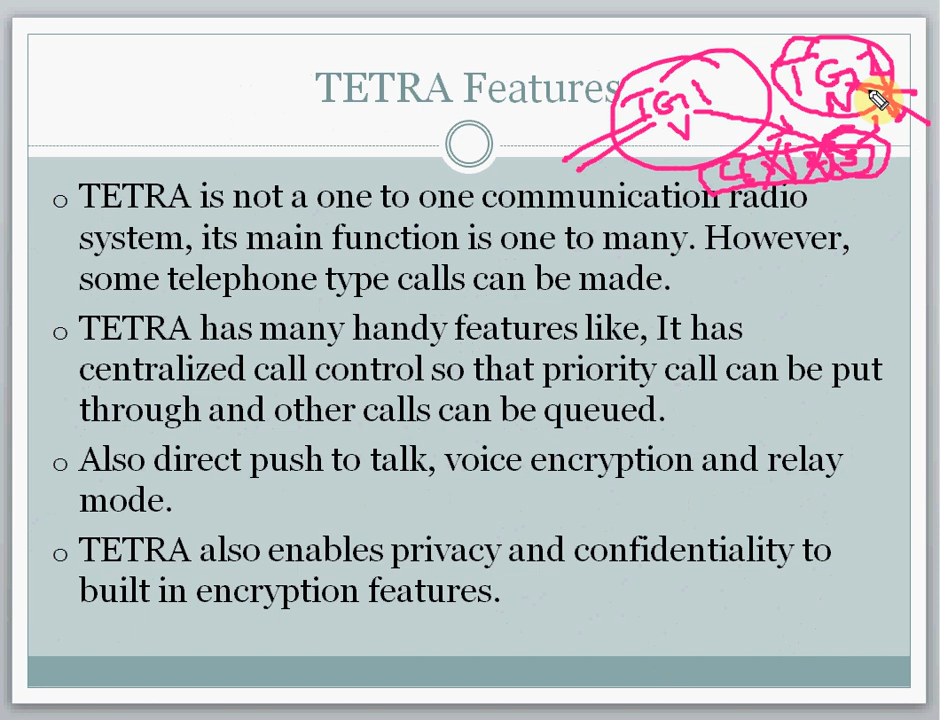 TETRA Features
TETRA is not a one to one communication radio
system, its main function is one to many. However,
some telephone type calls can be made.
TETRA has many handy features like, It has
centralized call control so that priority call can be put
through and other calls can be queued.
Also direct push to talk, voice encryption and relay
mode.
TETRA also enables privacy and confidentiality to
built in encryption features.